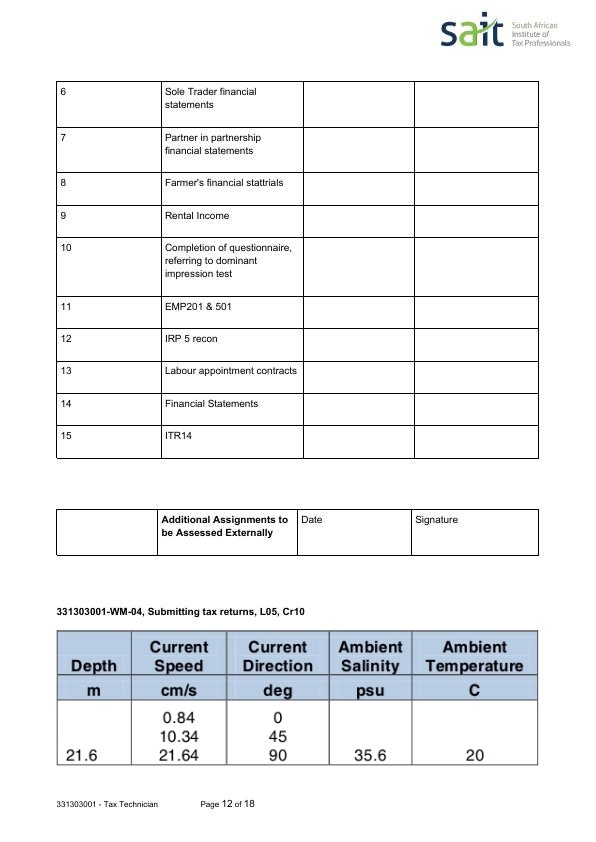 sait South African
Institute of
Tax Professionals
6 Sole Trader financial
statements
7 Partner in partnership
financial statements
8 Farmer's financial stattrials
9 Rental Income
10 Completion of questionnaire,
referring to dominant
impression test
11 EMP201 & 501
12 IRP 5 recon
13 Labour appointment contracts
14 Financial Statements
15 ITR14
Additional Assignments to Date Signature
be Assessed Externally
331303001-WM-04, Submitting tax returns, L05, Cr10
Current Current Ambient Ambient
Depth Speed Direction Salinity Temperature
m cm/s deg psu C
0.84 0
10.34 45
21.6 21.64 90 35.6 20
331303001 - Tax Technician Page 12 of 18